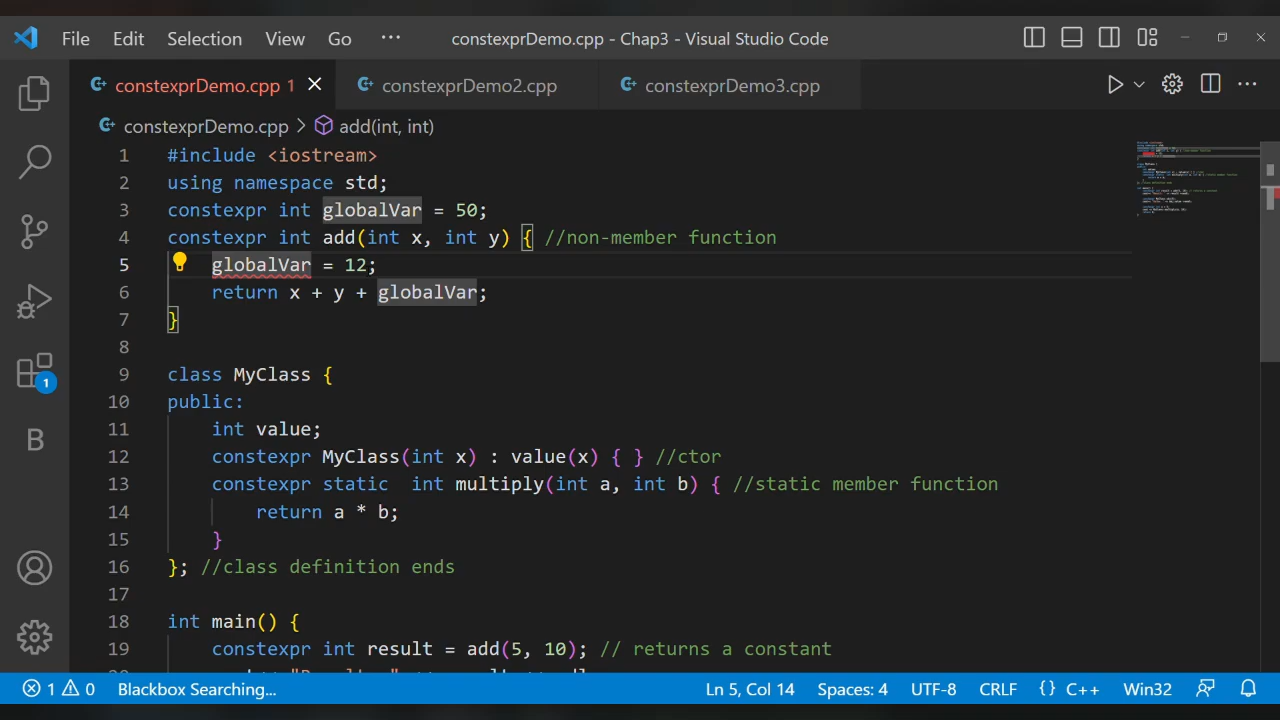 File Edit Selection View Go ··· constexprDemo.cpp - Chap3 - Visual Studio Code
constexprDemo.cpp 1 constexprDemo2.cpp constexprDemo3.cpp
constexprDemo.cpp > add(int, int)
1 #include <iostream>
2 using namespace std;
3 constexpr int globalVar = 50;
4 constexpr int add(int x, int y) { //non-member function
5 globalVar = 12;
6 return x + y + globalVar;
7 }
8
9 class MyClass {
10 public:
11 int value;
12 constexpr MyClass(int x) : value(x) { } //ctor
13 constexpr static  int multiply(int a, int b) { //static member function
14 return a * b;
15 }
16 }; //class definition ends
17
18 int main() {
19 constexpr int result = add(5, 10); // returns a constant
1
B
1 0 Blackbox Searching... Ln 5, Col 14 Spaces: 4 UTF-8 CRLF {} C++ Win32